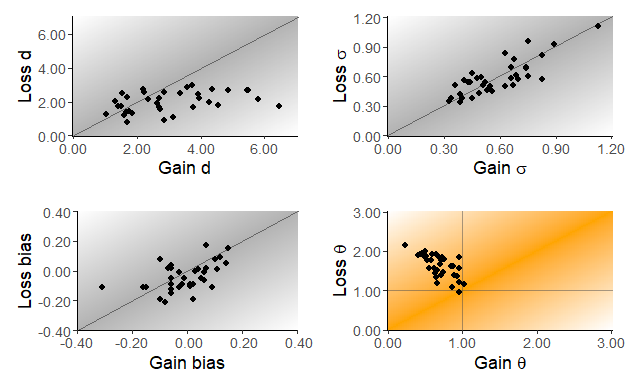 6.00
4.00
2.00
0.00
Loss d
0.00 2.00 4.00 6.00
Gain d
1.20
0.90
0.60
0.30
0.00
Loss σ
0.00 0.30 0.60 0.90 1.20
Gain σ
0.40
0.20
0.00
-0.20
-0.40
Loss bias
-0.40 -0.20 0.00 0.20 0.40
Gain bias
3.00
2.00
1.00
0.00
Loss θ
0.00 1.00 2.00 3.00
Gain θ